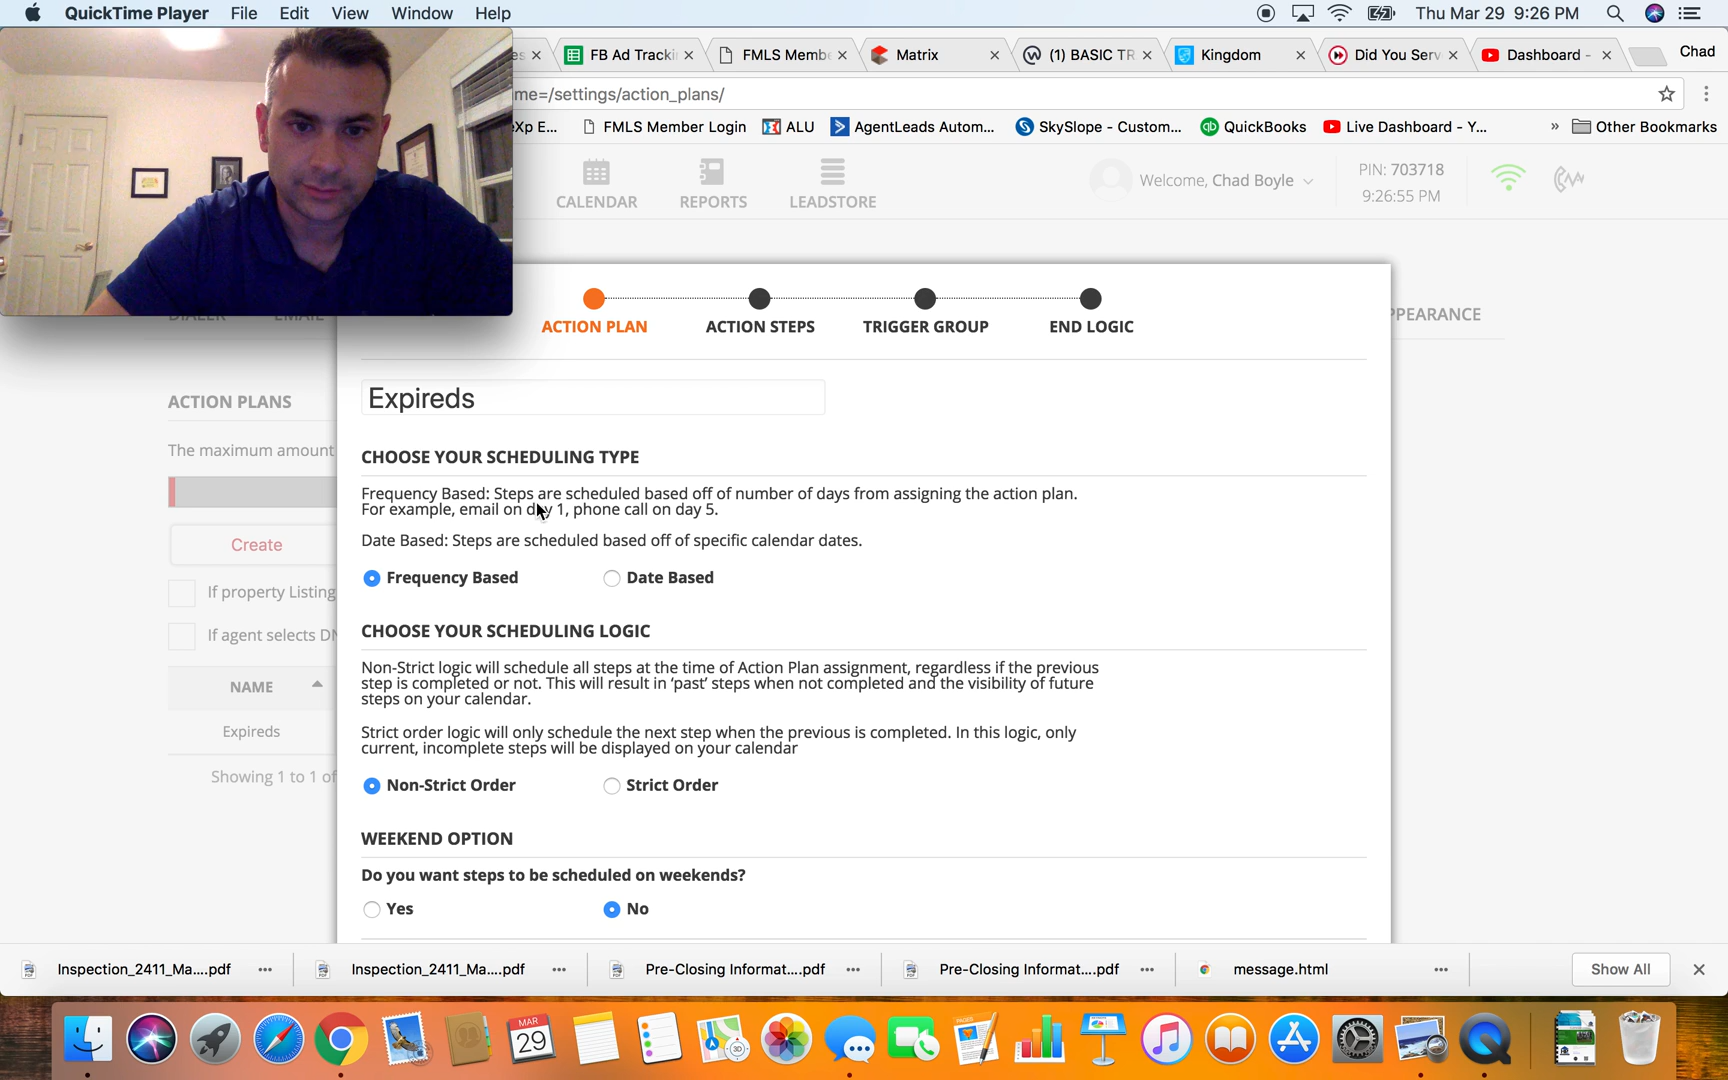 QuickTime Player File Edit View Window Help
Thu Mar 29 9:26 PM
FB Ad Trackin
FMLS Membe
Matrix
(1) BASIC TR
Kingdom
Did You Serv
Dashboard -
Chad
me=/settings/action_plans/
eXp E...
FMLS Member Login
ALU
AgentLeads Autom...
SkySlope - Custom...
QuickBooks
Live Dashboard - Y...
»
Other Bookmarks
CALENDAR
REPORTS
LEADSTORE
Welcome, Chad Boyle
PIN: 703718
9:26:55 PM
DIALER
EMAIL
PPEARANCE
ACTION PLAN
ACTION STEPS
TRIGGER GROUP
END LOGIC
ACTION PLANS
The maximum amount
Create
If property Listing
If agent selects DN
NAME
Expireds
Showing 1 to 1 of
Expireds
CHOOSE YOUR SCHEDULING TYPE
Frequency Based: Steps are scheduled based off of number of days from assigning the action plan.
For example, email on day 1, phone call on day 5.
Date Based: Steps are scheduled based off of specific calendar dates.
Frequency Based
Date Based
CHOOSE YOUR SCHEDULING LOGIC
Non-Strict logic will schedule all steps at the time of Action Plan assignment, regardless if the previous
step is completed or not. This will result in 'past' steps when not completed and the visibility of future
steps on your calendar.
Strict order logic will only schedule the next step when the previous is completed. In this logic, only
current, incomplete steps will be displayed on your calendar
Non-Strict Order
Strict Order
WEEKEND OPTION
Do you want steps to be scheduled on weekends?
Yes
No
Inspection_2411_Ma....pdf
Inspection_2411_Ma....pdf
Pre-Closing Informat....pdf
Pre-Closing Informat....pdf
message.html
Show All
MAR
29
3D
PAGES